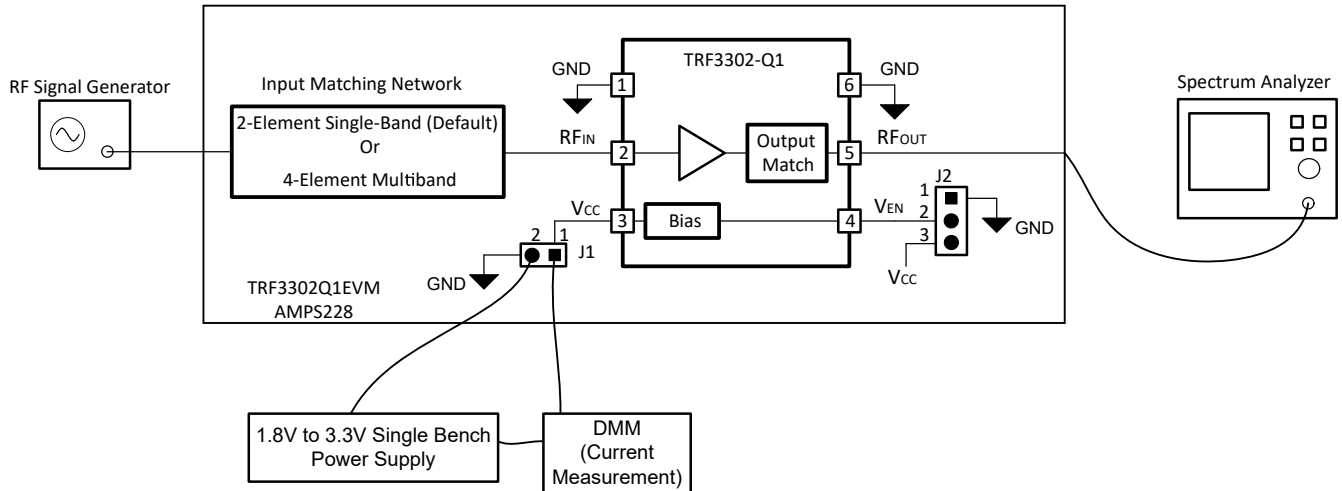 RF Signal Generator
Input Matching Network
2-Element Single-Band (Default)
Or
4-Element Multiband
TRF3302-Q1
GND
1
6
GND
RFIN
2
Output
Match
5
RFOUT
VCC
3
Bias
4
VEN
J2
1
2
3
GND
VCC
2
1
J1
GND
TRF3302Q1EVM
AMPS228
Spectrum Analyzer
1.8V to 3.3V Single Bench
Power Supply
DMM
(Current
Measurement)